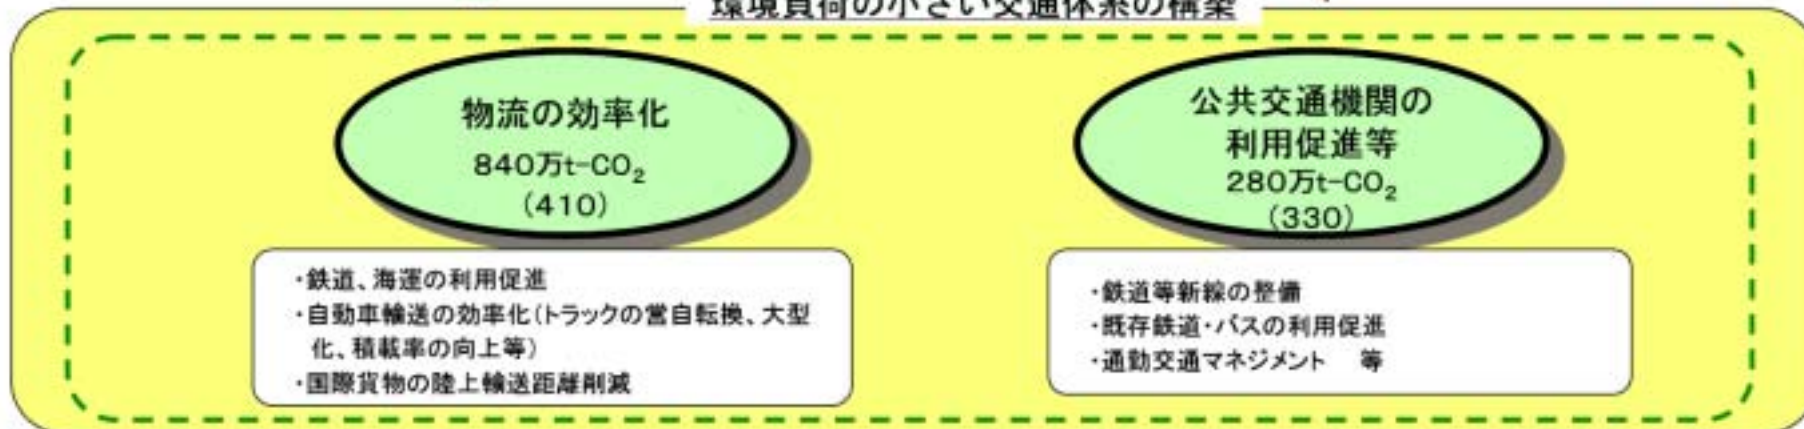 環境負荷の小さい交通体系の構築
物流の効率化
840万t-CO₂
(410)
・鉄道、海運の利用促進
・自動車輸送の効率化(トラックの営自転換、大型
化、積載率の向上等)
・国際貨物の陸上輸送距離削減
公共交通機関の
利用促進等
280万t-CO₂
(330)
・鉄道等新線の整備
・既存鉄道・バスの利用促進
・通勤交通マネジメント　等